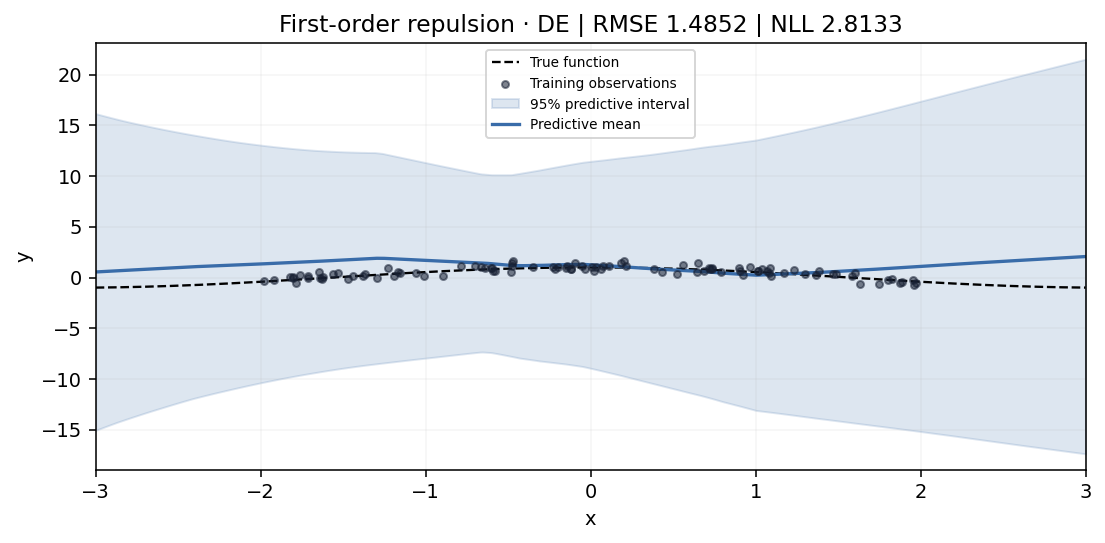 First-order repulsion · DE | RMSE 1.4852 | NLL 2.8133
True function
Training observations
95% predictive interval
Predictive mean
y
20
15
10
5
0
−5
−10
−15
−3
−2
−1
0
1
2
3
x